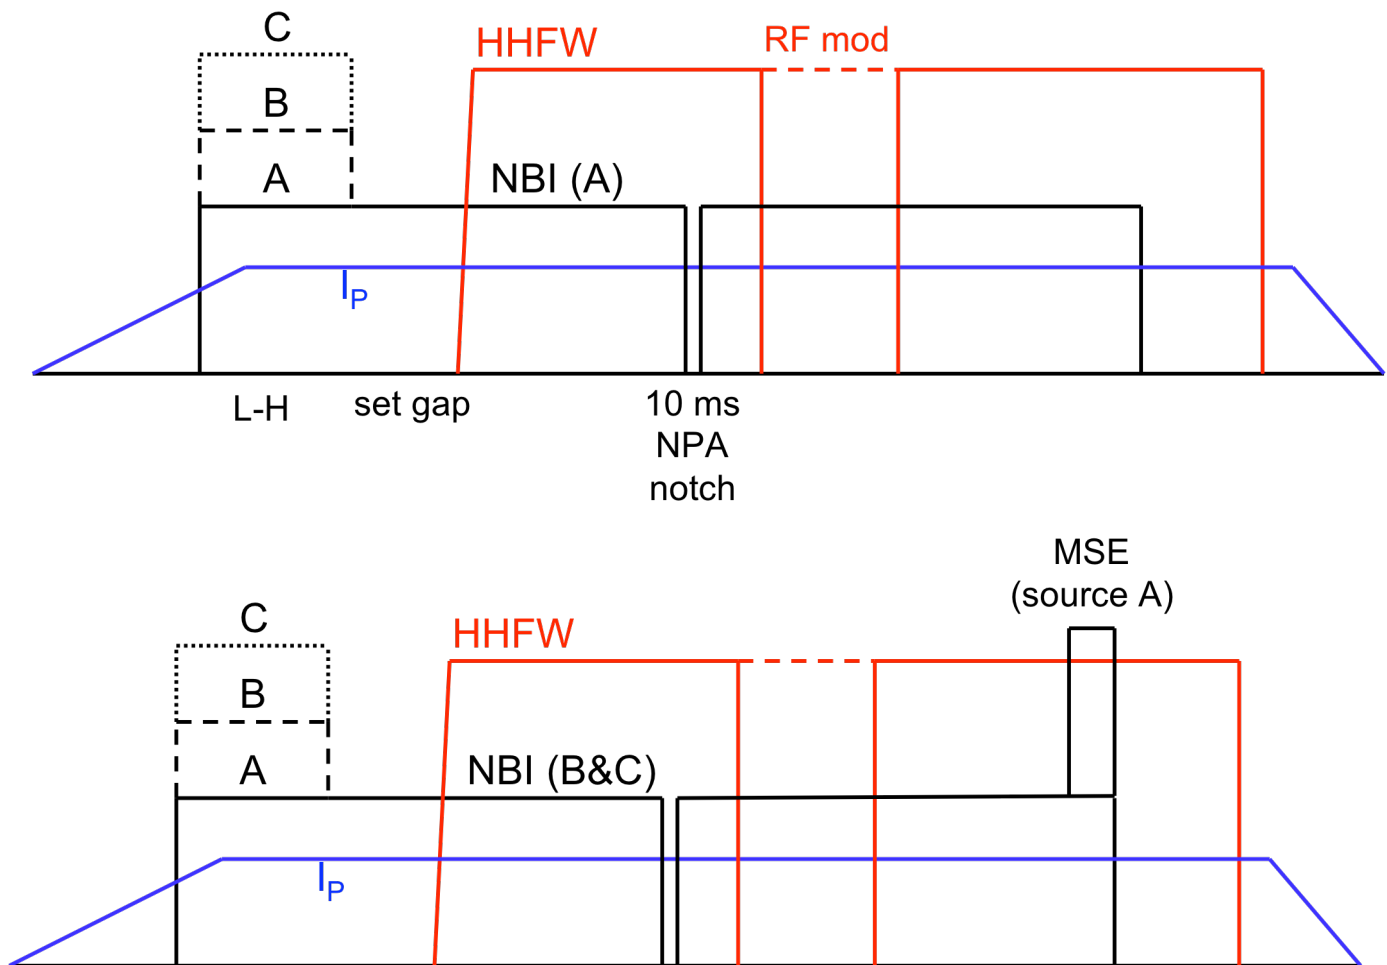 C
HHFW
RF mod
B
A
NBI (A)
IP
L-H
set gap
10 ms
NPA
notch
MSE
(source A)
C
HHFW
B
A
NBI (B&C)
IP